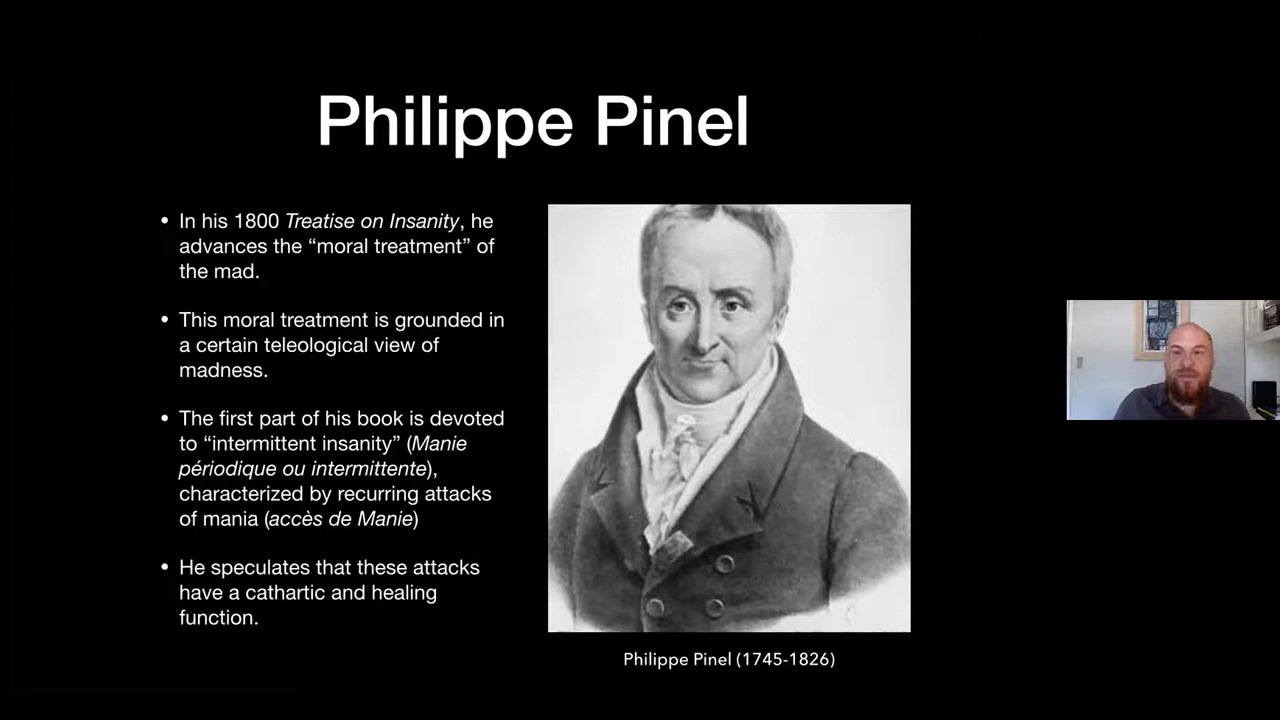 Philippe Pinel
• In his 1800 Treatise on Insanity, he
advances the “moral treatment” of
the mad.
• This moral treatment is grounded in
a certain teleological view of
madness.
• The first part of his book is devoted
to “intermittent insanity” (Manie
périodique ou intermittente),
characterized by recurring attacks
of mania (accès de Manie)
• He speculates that these attacks
have a cathartic and healing
function.
Philippe Pinel (1745-1826)